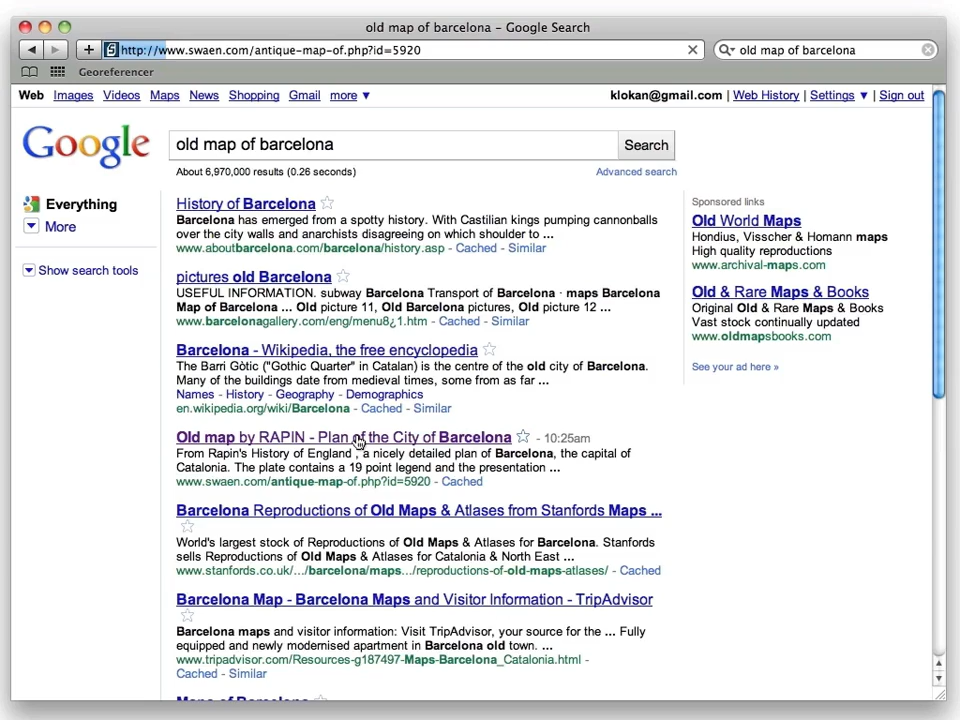 old map of barcelona – Google Search
http://www.swaen.com/antique-map-of.php?id=5920
old map of barcelona
Georeferencer
Web Images Videos Maps News Shopping Gmail more ▼
klokan@gmail.com | Web History | Settings ▼ | Sign out
Google
old map of barcelona
Search
About 6,970,000 results (0.26 seconds)
Advanced search
Everything
More
Show search tools
History of Barcelona
Barcelona has emerged from a spotty history. With Castilian kings pumping cannonballs
over the city walls and anarchists disagreeing on which shoulder to ...
www.aboutbarcelona.com/barcelona/history.asp - Cached - Similar
pictures old Barcelona
USEFUL INFORMATION. subway Barcelona Transport of Barcelona · maps Barcelona
Map of Barcelona ... Old picture 11, Old Barcelona pictures, Old picture 12 ...
www.barcelonagallery.com/eng/menu8¿1.htm - Cached - Similar
Barcelona - Wikipedia, the free encyclopedia
The Barri Gòtic ("Gothic Quarter" in Catalan) is the centre of the old city of Barcelona.
Many of the buildings date from medieval times, some from as far ...
Names - History - Geography - Demographics
en.wikipedia.org/wiki/Barcelona - Cached - Similar
Old map by RAPIN - Plan of the City of Barcelona - 10:25am
From Rapin's History of England , a nicely detailed plan of Barcelona, the capital of
Catalonia. The plate contains a 19 point legend and the presentation ...
www.swaen.com/antique-map-of.php?id=5920 - Cached
Barcelona Reproductions of Old Maps & Atlases from Stanfords Maps ...
World's largest stock of Reproductions of Old Maps & Atlases for Barcelona. Stanfords
sells Reproductions of Old Maps & Atlases for Catalonia & North East ...
www.stanfords.co.uk/.../barcelona/maps.../reproductions-of-old-maps-atlases/ - Cached
Barcelona Map - Barcelona Maps and Visitor Information - TripAdvisor
Barcelona maps and visitor information: Visit TripAdvisor, your source for the ... Fully
equipped and newly modernised apartment in Barcelona old town. ...
www.tripadvisor.com/Resources-g187497-Maps-Barcelona_Catalonia.html -
Cached - Similar
Maps of Barcelona
Sponsored links
Old World Maps
Hondius, Visscher & Homann maps
High quality reproductions
www.archival-maps.com
Old & Rare Maps & Books
Original Old & Rare Maps & Books
Vast stock continually updated
www.oldmapsbooks.com
See your ad here »